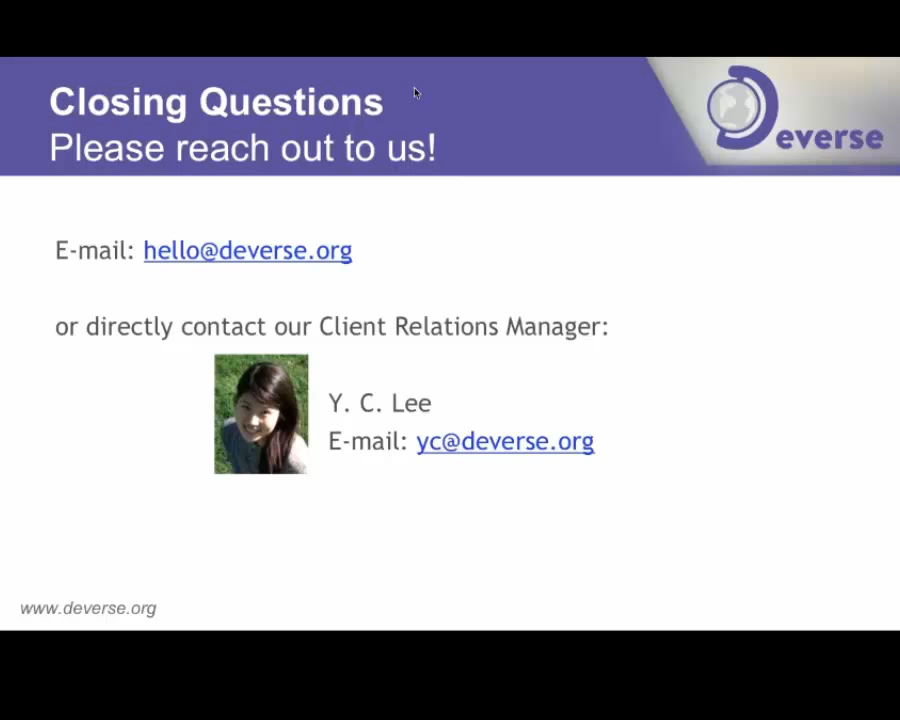 Closing Questions
Please reach out to us!
Deverse
E-mail: hello@deverse.org
or directly contact our Client Relations Manager:
Y. C. Lee
E-mail: yc@deverse.org
www.deverse.org